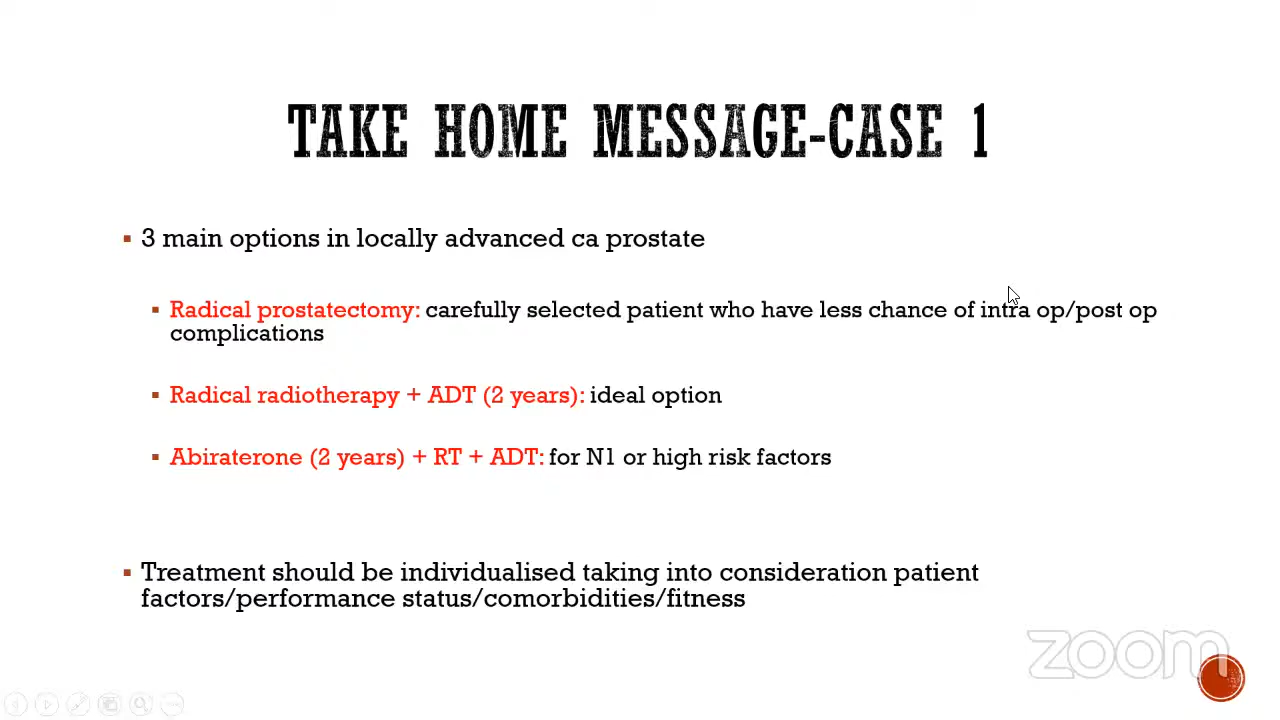 TAKE HOME MESSAGE-CASE 1
3 main options in locally advanced ca prostate
Radical prostatectomy: carefully selected patient who have less chance of intra op/post op
complications
Radical radiotherapy + ADT (2 years): ideal option
Abiraterone (2 years) + RT + ADT: for N1 or high risk factors
Treatment should be individualised taking into consideration patient
factors/performance status/comorbidities/fitness
zoom